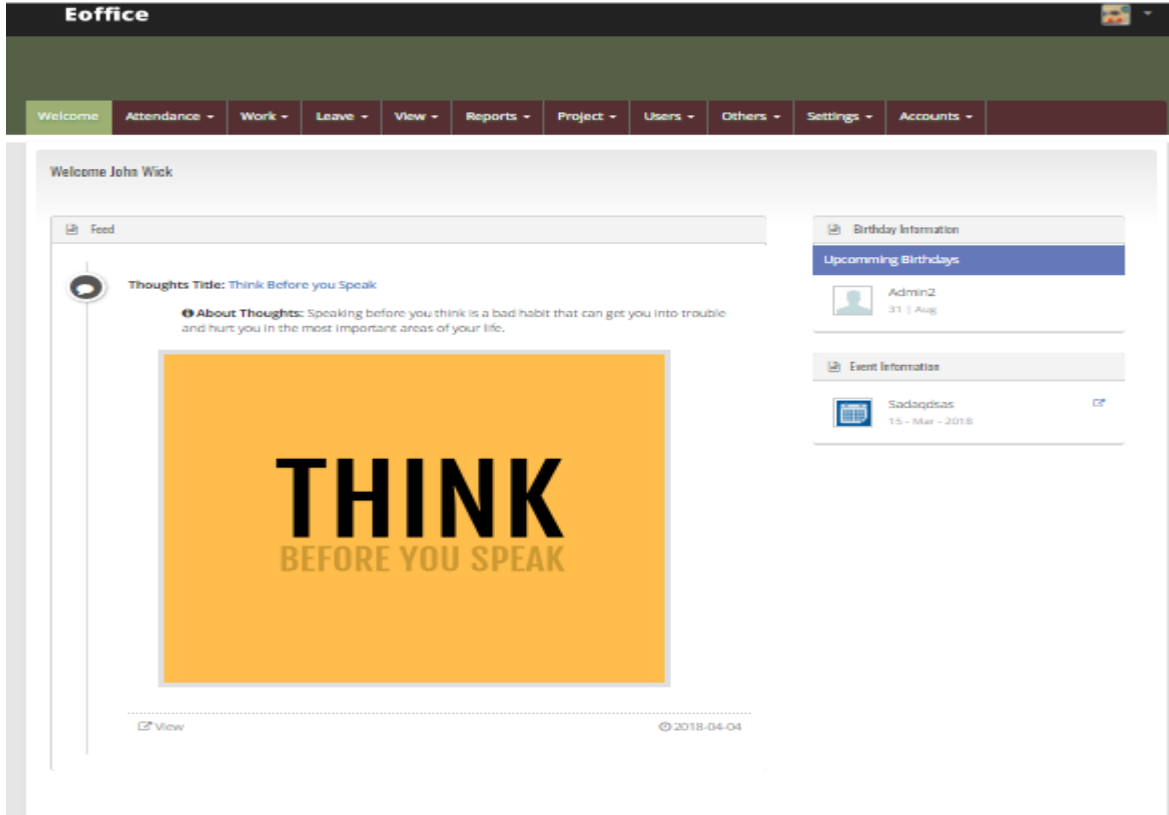 Eoffice
Welcome Attendance Work Leave View Reports Project Users Others Settings Accounts
Welcome John Wick
Feed
Thoughts Title: Think Before you Speak
About Thoughts: Speaking before you think is a bad habit that can get you into trouble
and hurt you in the most important areas of your life.
THINK
BEFORE YOU SPEAK
View
2018-04-04
Birthday Information
Upcomming Birthdays
Admin2
31 | Aug
Event Information
Sadaqdsas
15 - Mar - 2018